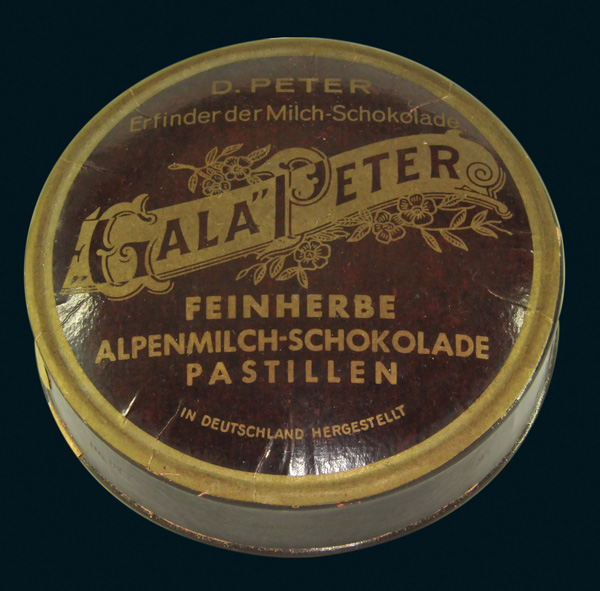 D. PETER
Erfinder der Milch-Schokolade
"GALA" PETER
FEINHERBE
ALPENMILCH-SCHOKOLADE
PASTILLEN
IN DEUTSCHLAND HERGESTELLT